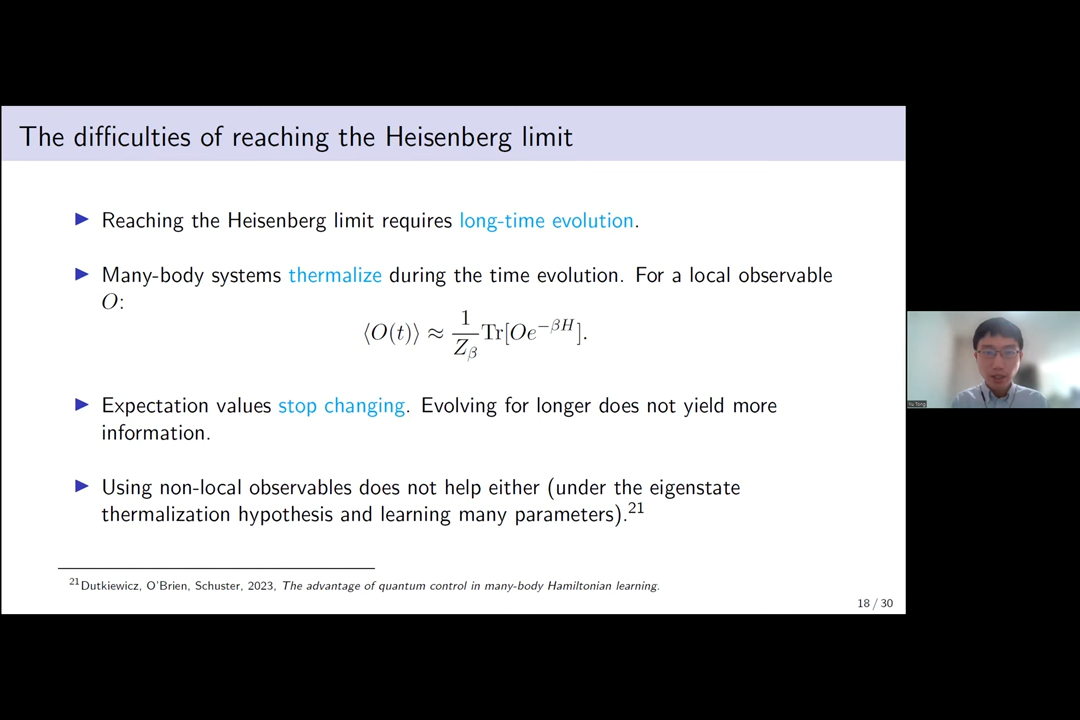 The difficulties of reaching the Heisenberg limit
▶ Reaching the Heisenberg limit requires long-time evolution.
▶ Many-body systems thermalize during the time evolution. For a local observable
O:
⟨O(t)⟩ ≈ 1/Z_β Tr[Oe^{−βH}].
▶ Expectation values stop changing. Evolving for longer does not yield more
information.
▶ Using non-local observables does not help either (under the eigenstate
thermalization hypothesis and learning many parameters).²¹
²¹Dutkiewicz, O'Brien, Schuster, 2023, The advantage of quantum control in many-body Hamiltonian learning.
18 / 30